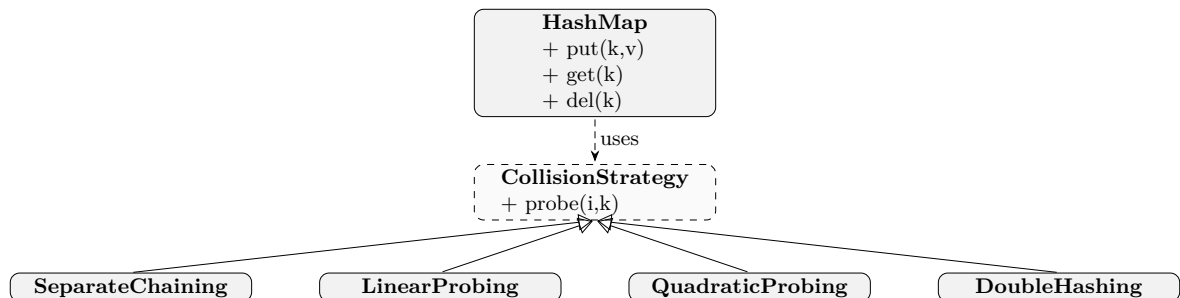 HashMap
+ put(k,v)
+ get(k)
+ del(k)
uses
CollisionStrategy
+ probe(i,k)
SeparateChaining
LinearProbing
QuadraticProbing
DoubleHashing